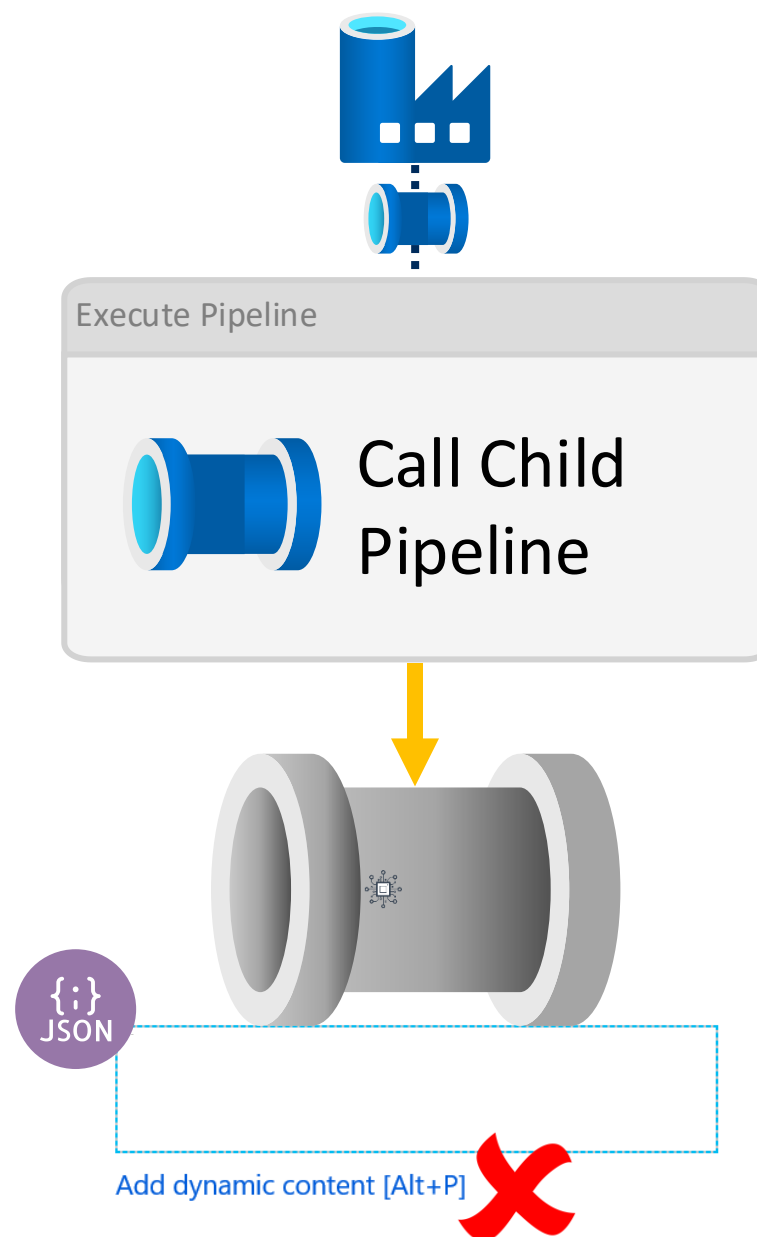 Execute Pipeline
Call Child
Pipeline
{;}
JSON
Add dynamic content [Alt+P]